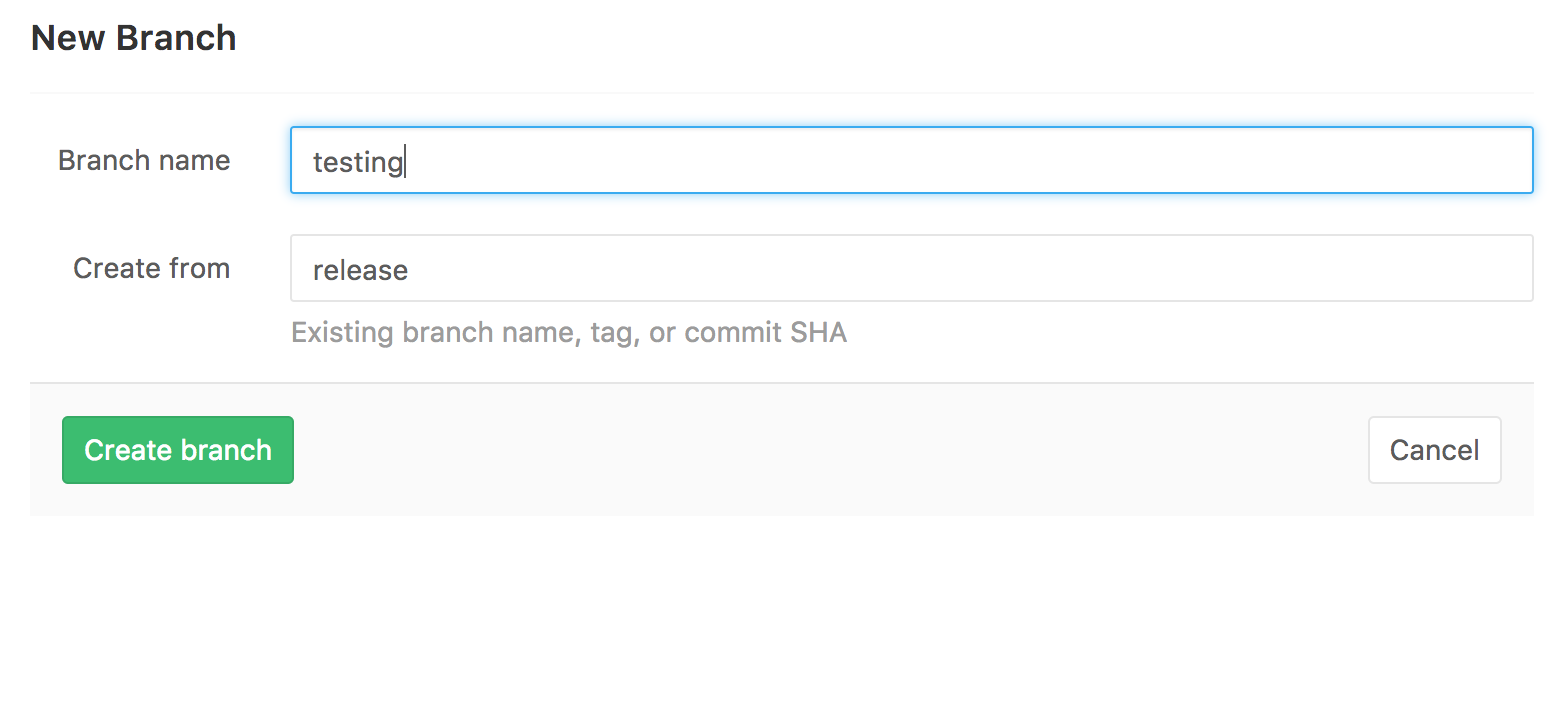 New Branch
Branch name
testing
Create from
release
Existing branch name, tag, or commit SHA
Create branch
Cancel